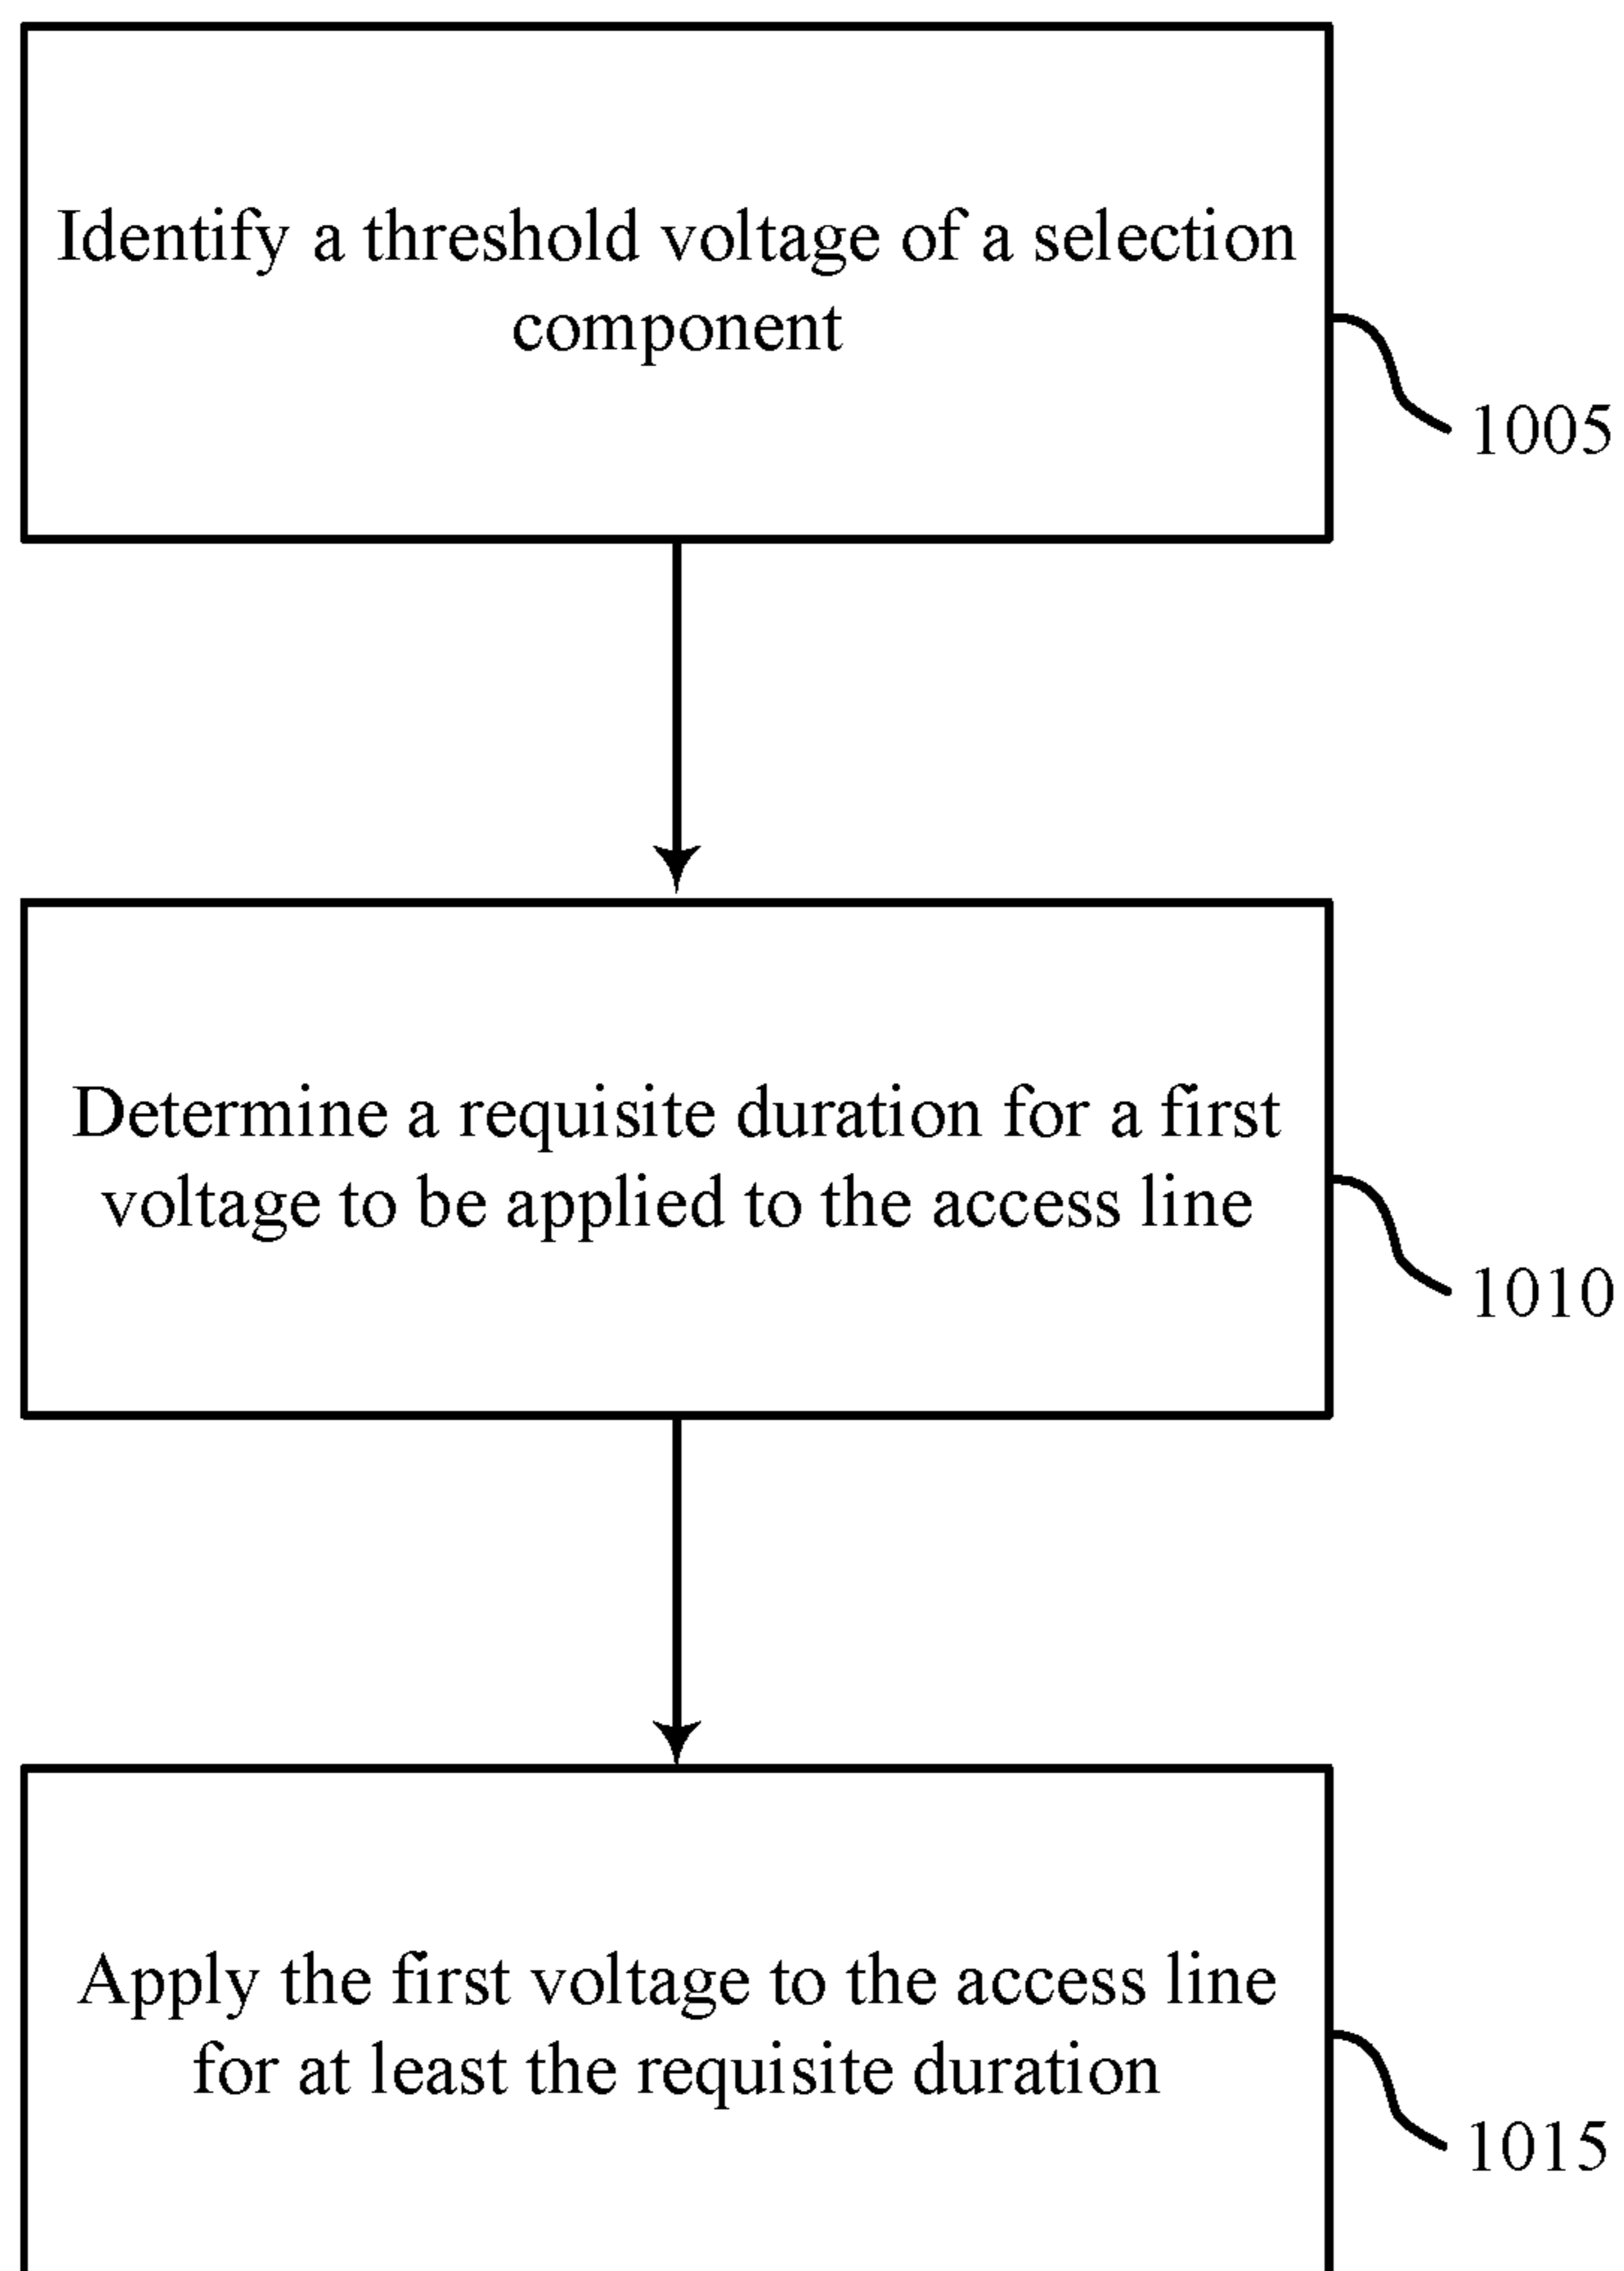 Identify a threshold voltage of a selection
component
1005
Determine a requisite duration for a first
voltage to be applied to the access line
1010
Apply the first voltage to the access line
for at least the requisite duration
1015